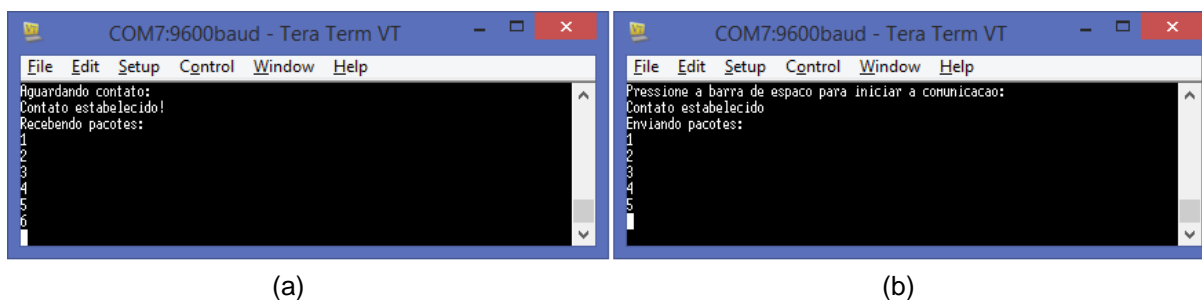 COM7:9600baud - Tera Term VT
File Edit Setup Control Window Help
Aguardando contato:
Contato estabelecido!
Recebendo pacotes:
1
2
3
4
5
6
(a)
COM7:9600baud - Tera Term VT
File Edit Setup Control Window Help
Pressione a barra de espaco para iniciar a comunicacao:
Contato estabelecido
Enviando pacotes:
1
2
3
4
5
(b)